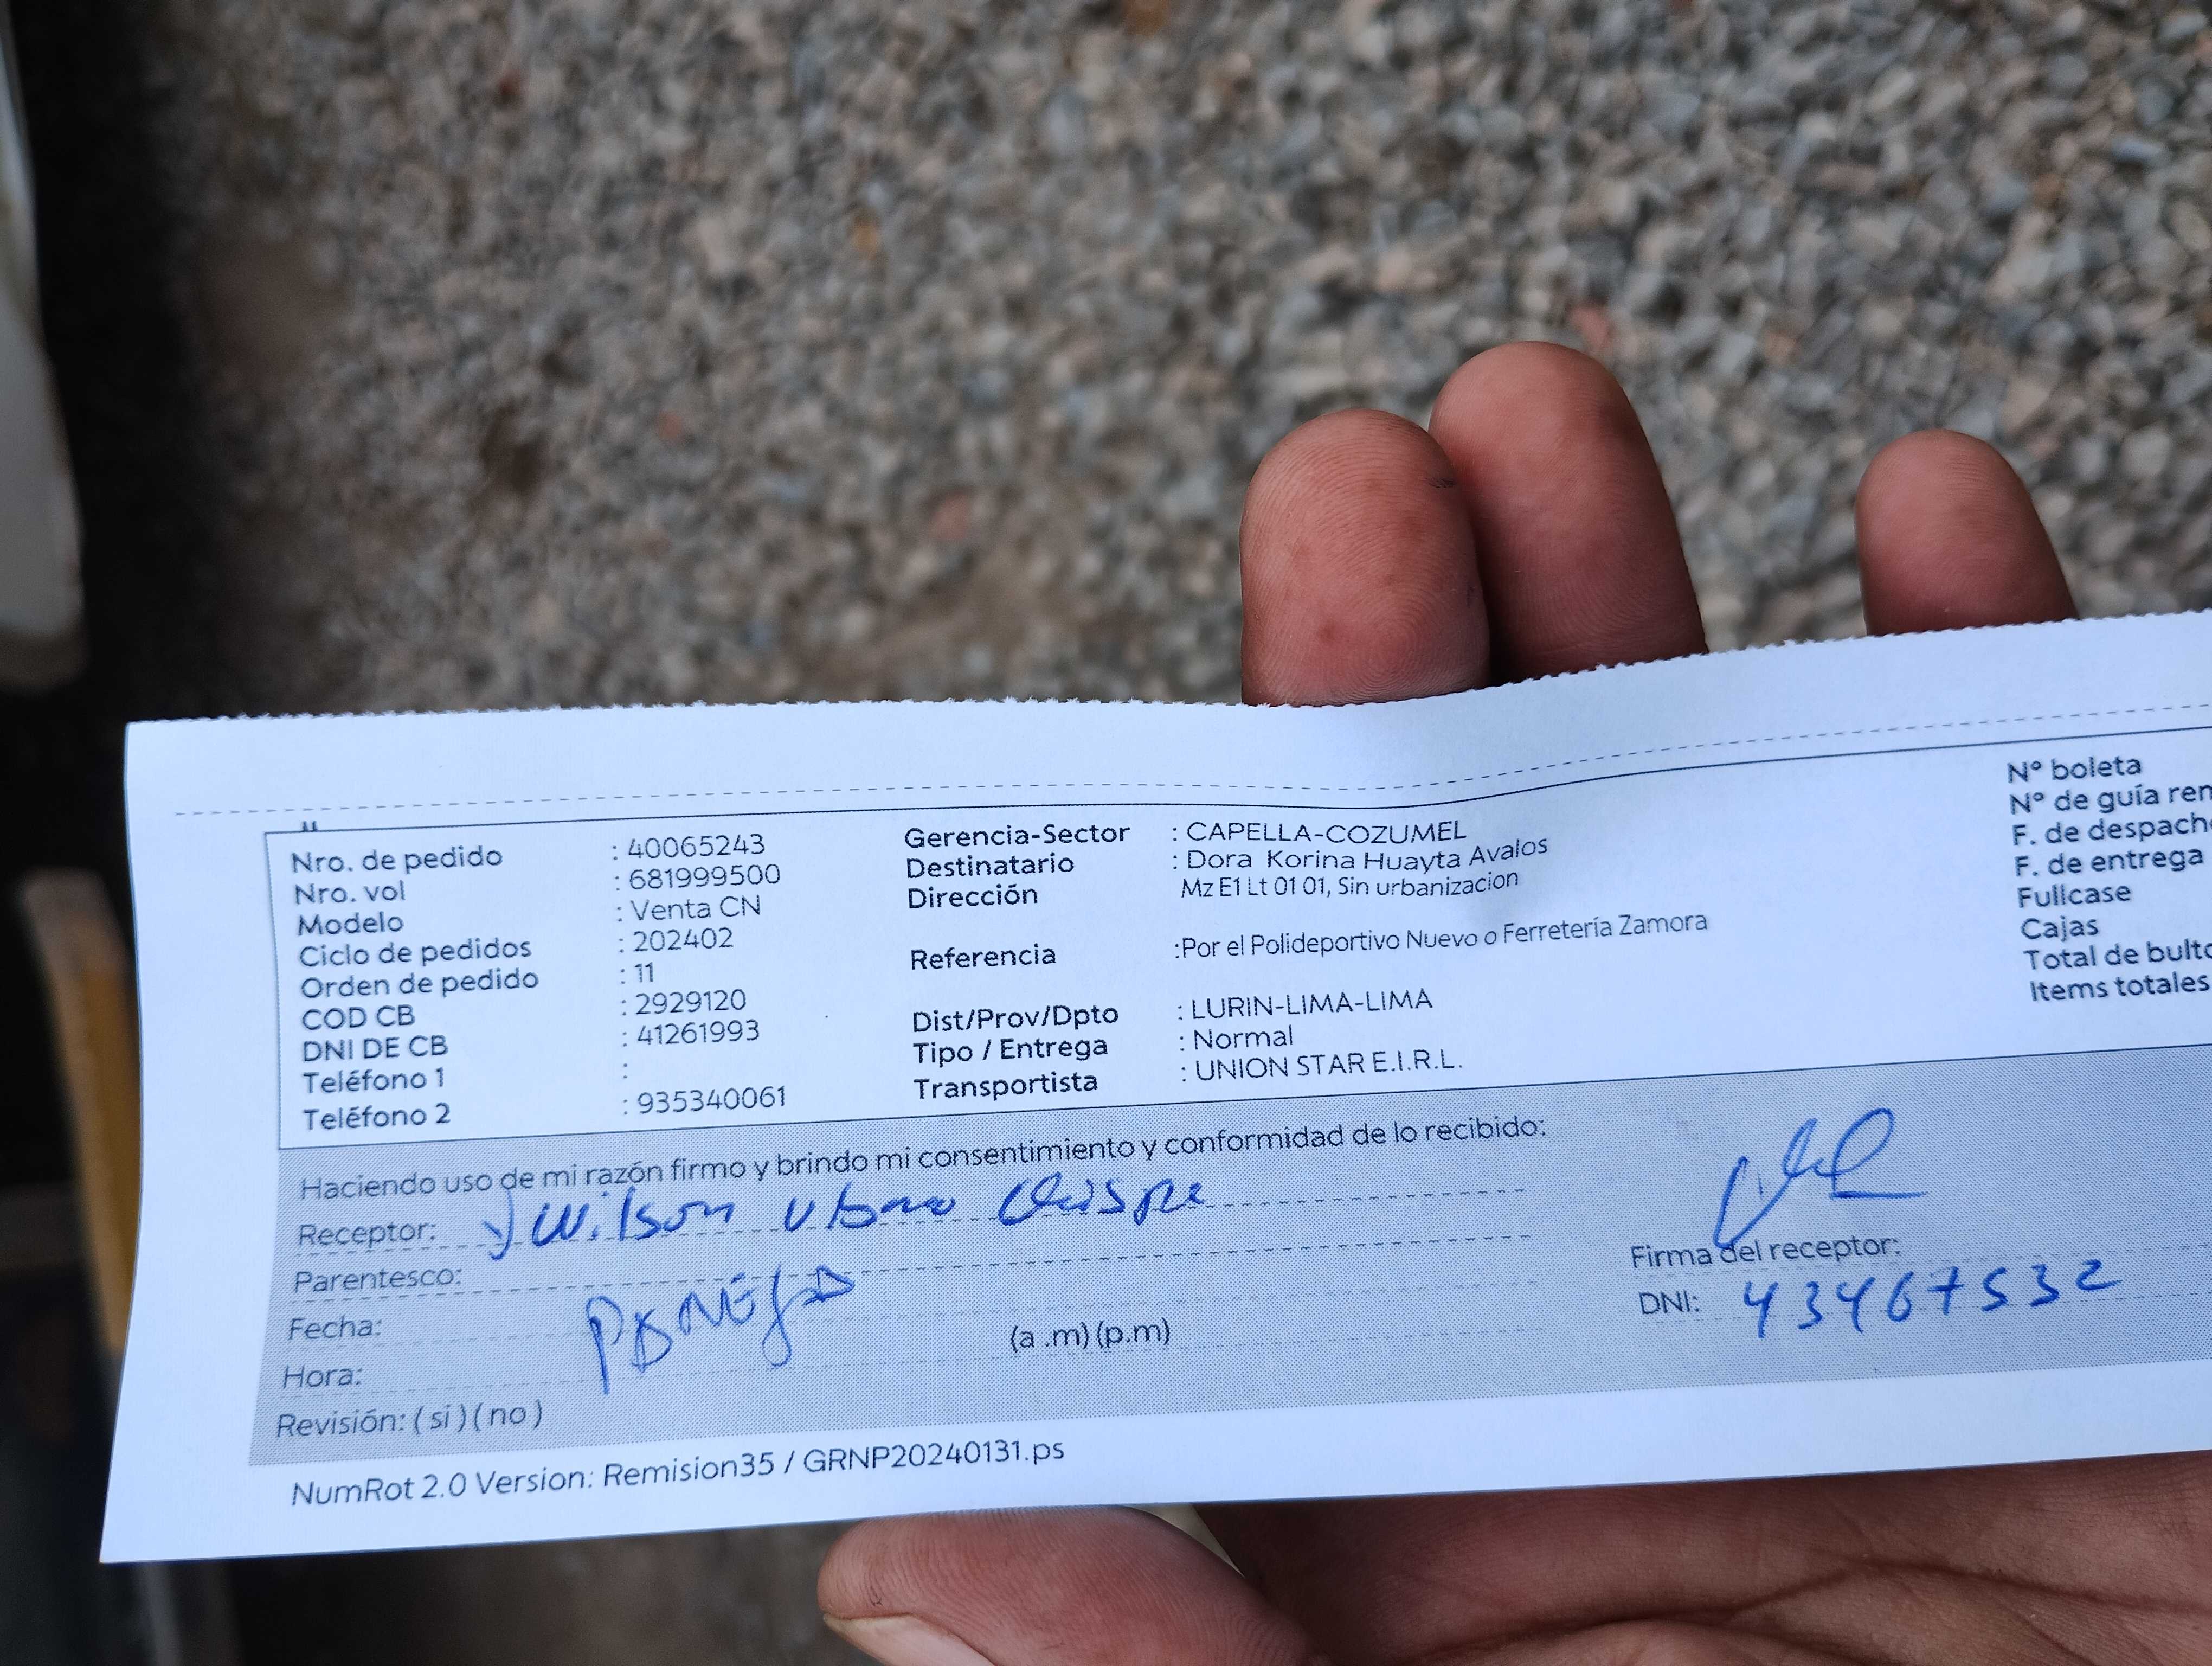 Nro. de pedido : 40065243
Nro. vol : 681999500
Modelo : Venta CN
Ciclo de pedidos : 202402
Orden de pedido : 11
COD CB : 2929120
DNI DE CB : 41261993
Teléfono 1 :
Teléfono 2 : 935340061
Gerencia-Sector : CAPELLA-COZUMEL
Destinatario : Dora Korina Huayta Avalos
Dirección Mz E1 Lt 01 01, Sin urbanizacion
Referencia :Por el Polideportivo Nuevo o Ferretería Zamora
Dist/Prov/Dpto : LURIN-LIMA-LIMA
Tipo / Entrega : Normal
Transportista : UNION STAR E.I.R.L.
N° boleta
N° de guía rem
F. de despacho
F. de entrega
Fullcase
Cajas
Total de bulto
Items totales
Haciendo uso de mi razón firmo y brindo mi consentimiento y conformidad de lo recibido:
Receptor: Wilson
Parentesco:
Fecha:
Hora: (a .m) (p.m)
Revisión: ( si ) ( no )
Firma del receptor:
DNI: 43467532
NumRot 2.0 Version: Remision35 / GRNP20240131.ps